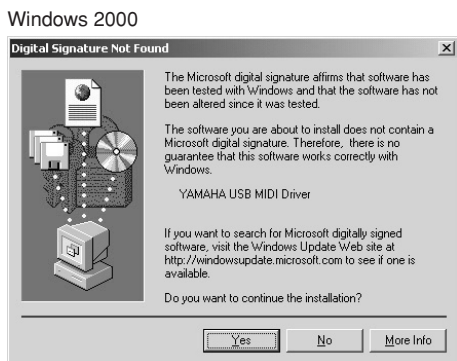 Windows 2000
Digital Signature Not Found
The Microsoft digital signature affirms that software has
been tested with Windows and that the software has not
been altered since it was tested.
The software you are about to install does not contain a
Microsoft digital signature. Therefore, there is no
guarantee that this software works correctly with
Windows.
YAMAHA USB MIDI Driver
If you want to search for Microsoft digitally signed
software, visit the Windows Update Web site at
http://windowsupdate.microsoft.com to see if one is
available.
Do you want to continue the installation?
Yes No More Info